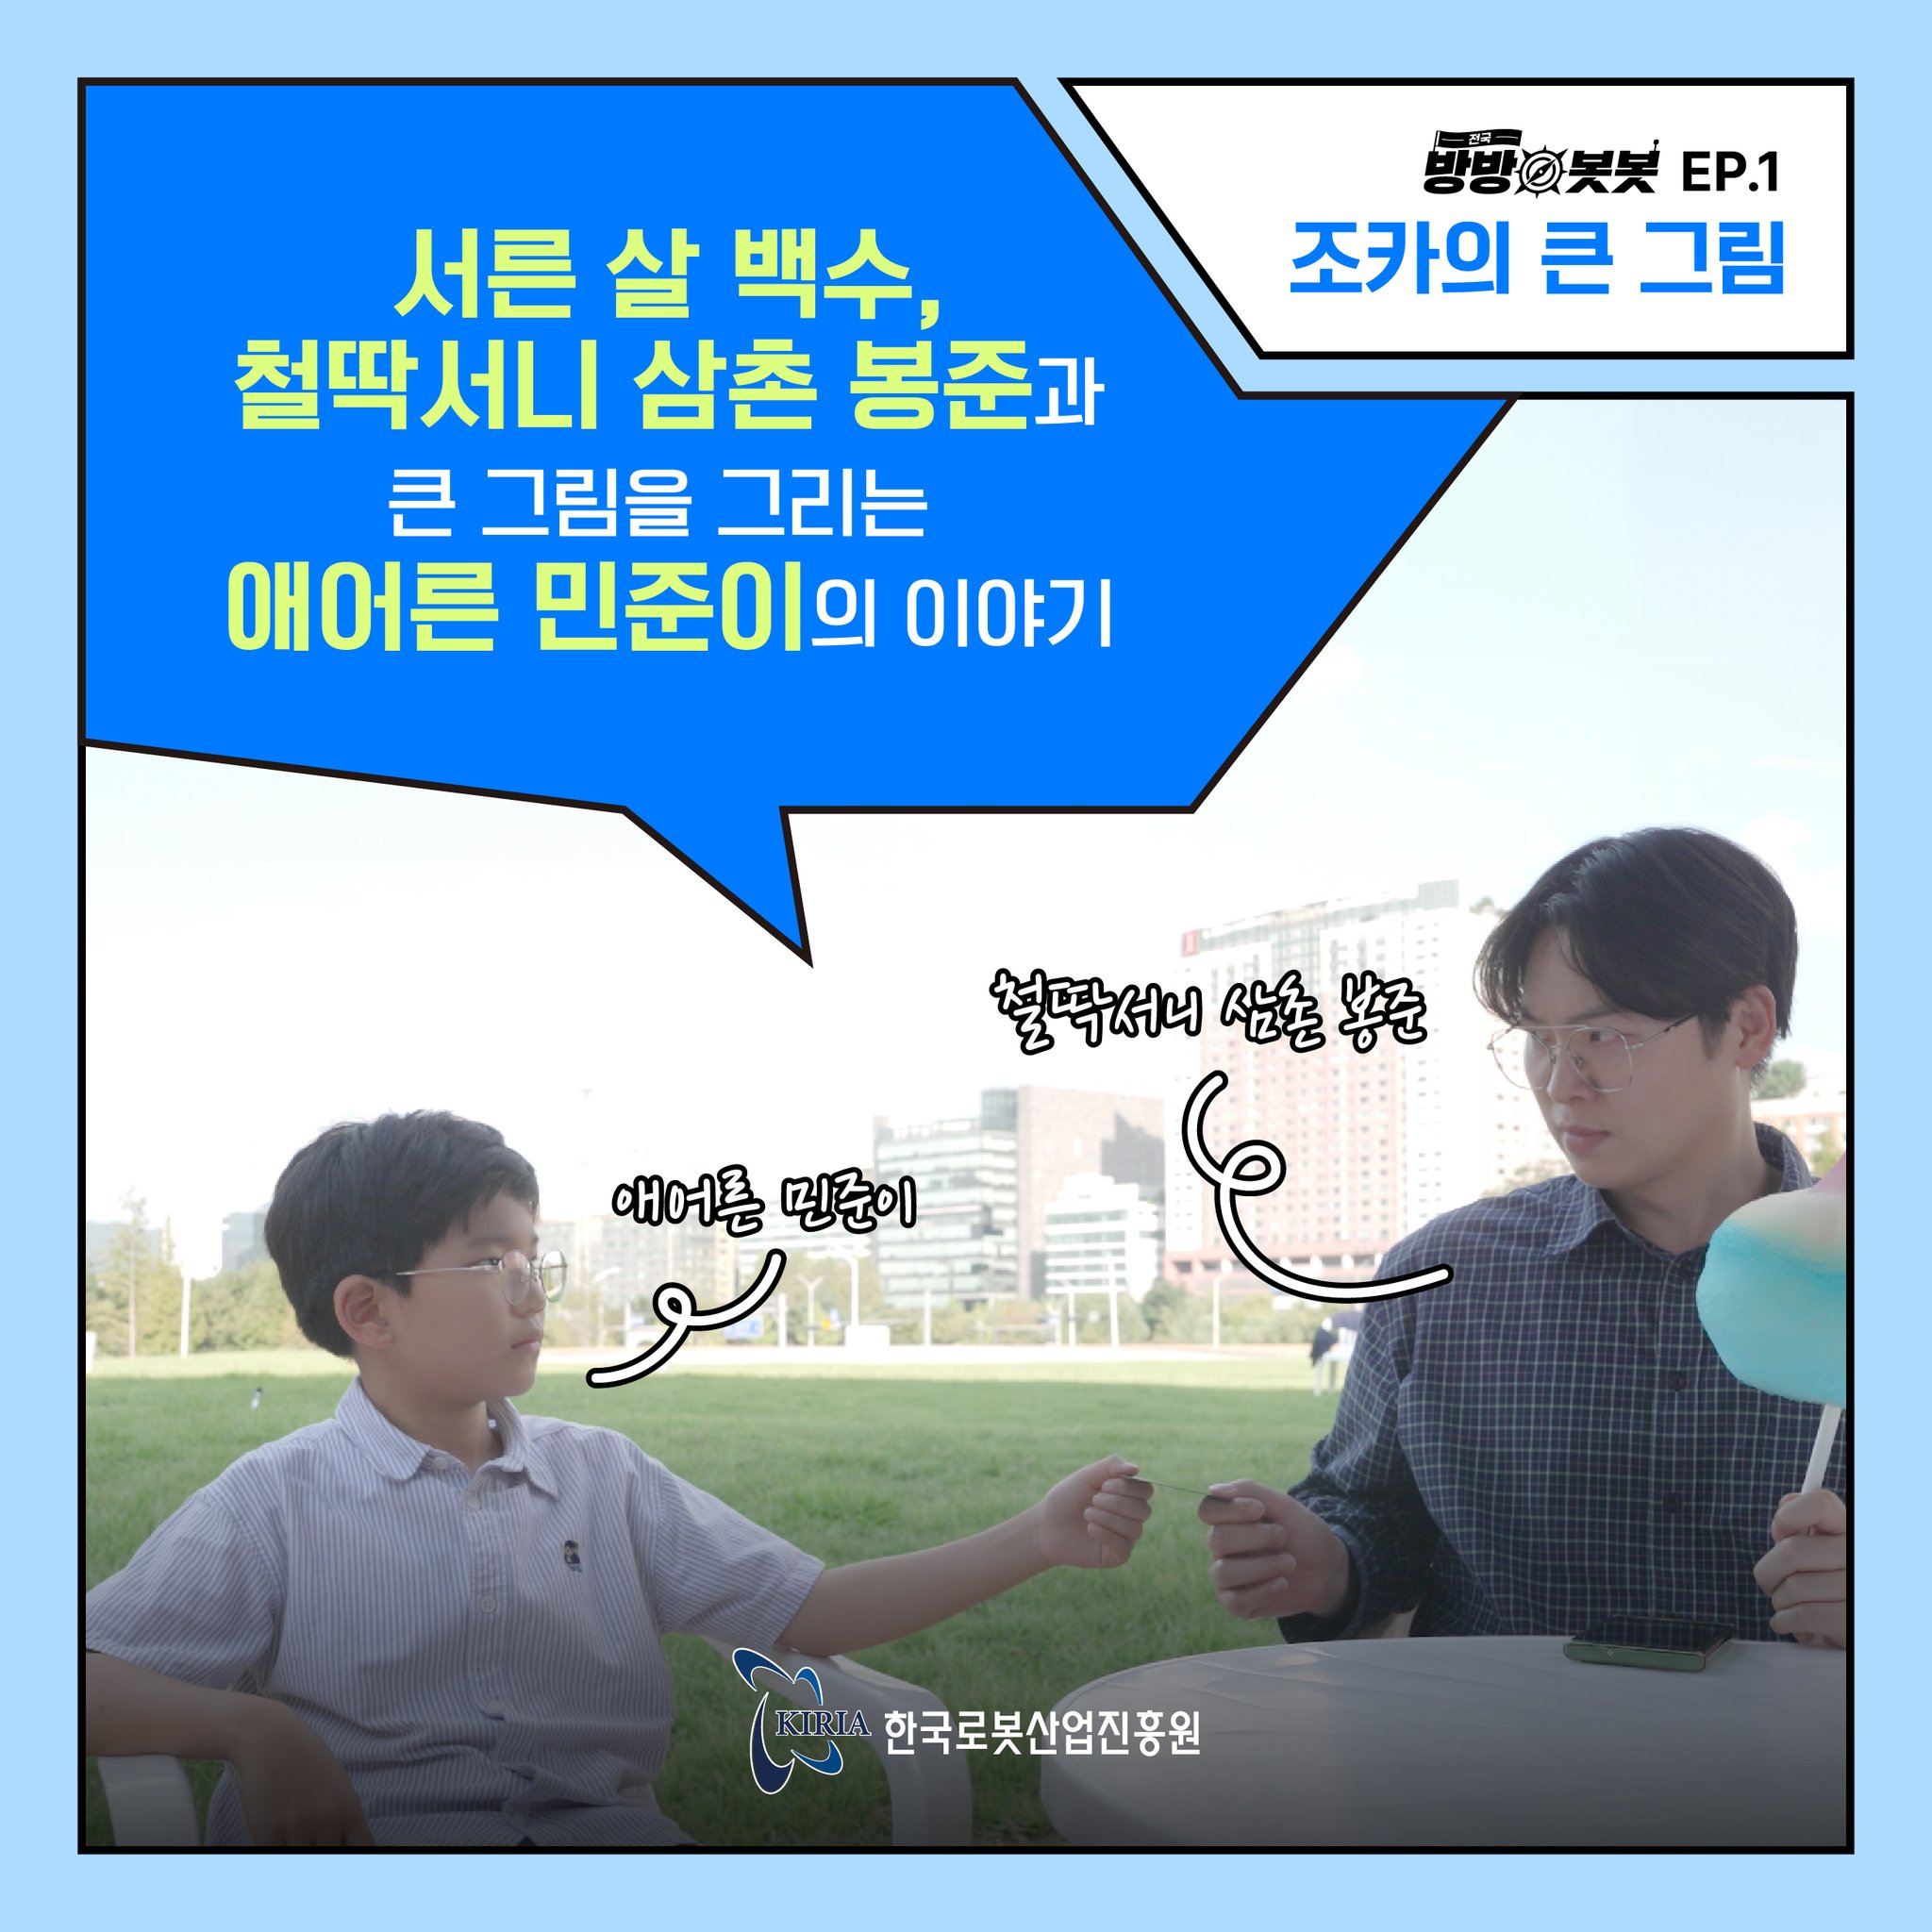 서른 살 백수,
철딱서니 삼촌 봉준과
큰 그림을 그리는
애어른 민준이의 이야기
전국
방방봇봇 EP.1
조카의 큰 그림
철딱서니 삼촌 봉준
애어른 민준이
KIRIA 한국로봇산업진흥원